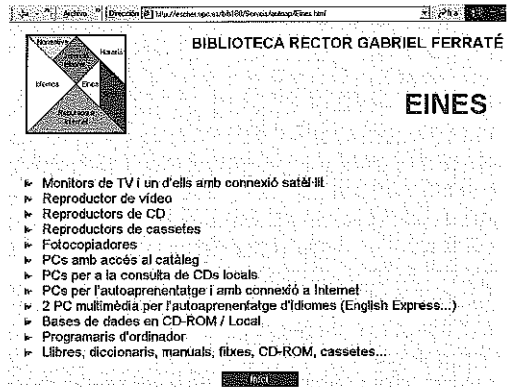 Archivo
Dirección
BIBLIOTECA RECTOR GABRIEL FERRATÉ
Normativa
Horaris
Idiomes
Eines
EINES
Monitors de TV i un d'ells amb connexió satèl·lit
Reproductor de vídeo
Reproductors de CD
Reproductors de cassetes
Fotocopiadores
PCs amb accés al catàleg
PCs per a la consulta de CDs locals
PCs per l'autoaprenentatge i amb connexió a Internet
2 PC multimèdia per l'autoaprenentatge d'idiomes (English Express...)
Bases de dades en CD-ROM / Local
Programaris d'ordinador
Llibres, diccionaris, manuals, fitxes, CD-ROM, cassetes...
Inici